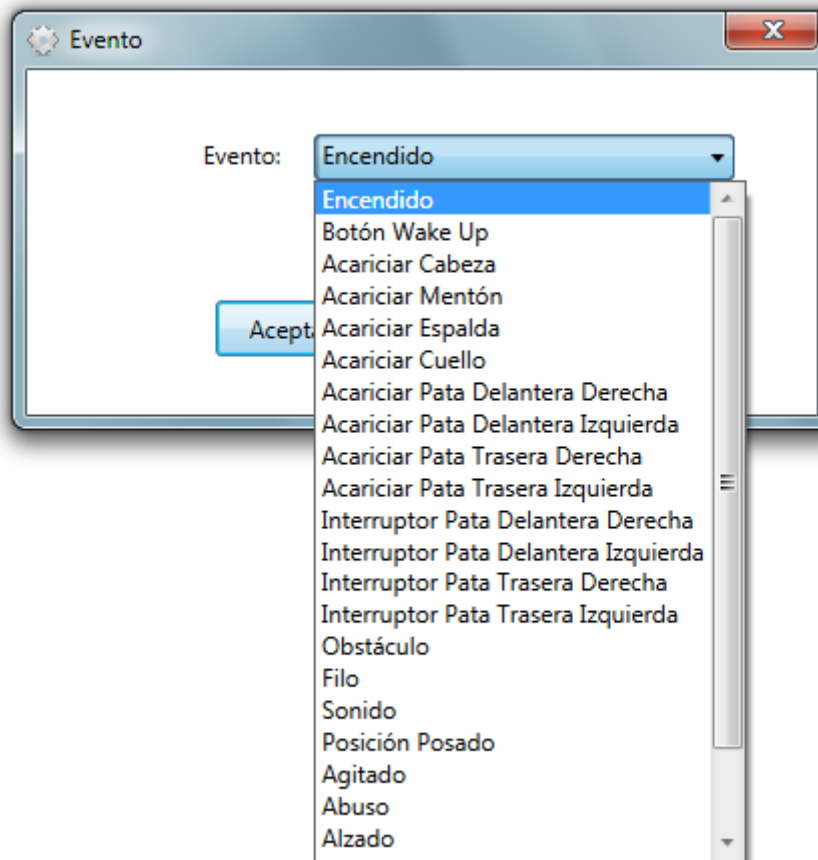 Evento
Evento: Encendido
Encendido
Botón Wake Up
Acariciar Cabeza
Acariciar Mentón
Acariciar Espalda
Acept
Acariciar Cuello
Acariciar Pata Delantera Derecha
Acariciar Pata Delantera Izquierda
Acariciar Pata Trasera Derecha
Acariciar Pata Trasera Izquierda
Interruptor Pata Delantera Derecha
Interruptor Pata Delantera Izquierda
Interruptor Pata Trasera Derecha
Interruptor Pata Trasera Izquierda
Obstáculo
Filo
Sonido
Posición Posado
Agitado
Abuso
Alzado